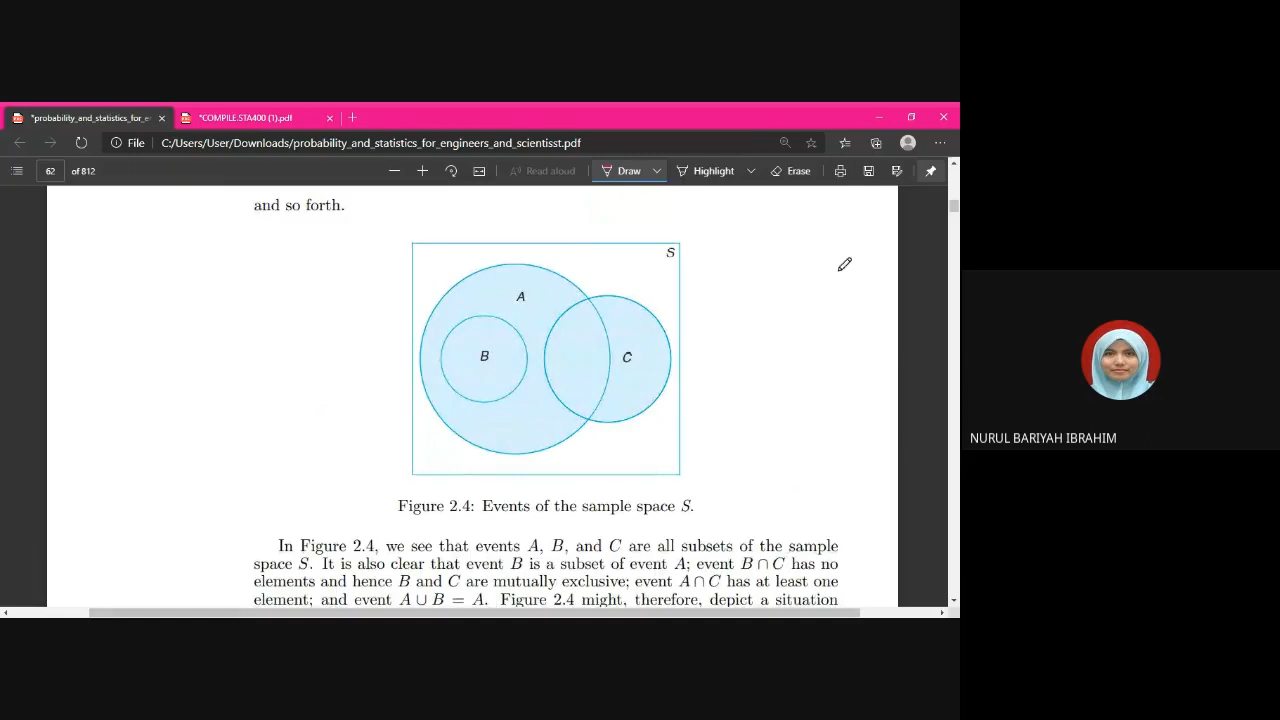 *probability_and_statistics_for_e
*COMPILE.STA400 (1).pdf
File
C:/Users/User/Downloads/probability_and_statistics_for_engineers_and_scientisst.pdf
62 of 812
Read aloud
Draw
Highlight
Erase
and so forth.
S
A
B
C
Figure 2.4: Events of the sample space S.
In Figure 2.4, we see that events A, B, and C are all subsets of the sample
space S. It is also clear that event B is a subset of event A; event B ∩ C has no
elements and hence B and C are mutually exclusive; event A ∩ C has at least one
element; and event A ∪ B = A. Figure 2.4 might, therefore, depict a situation
NURUL BARIYAH IBRAHIM